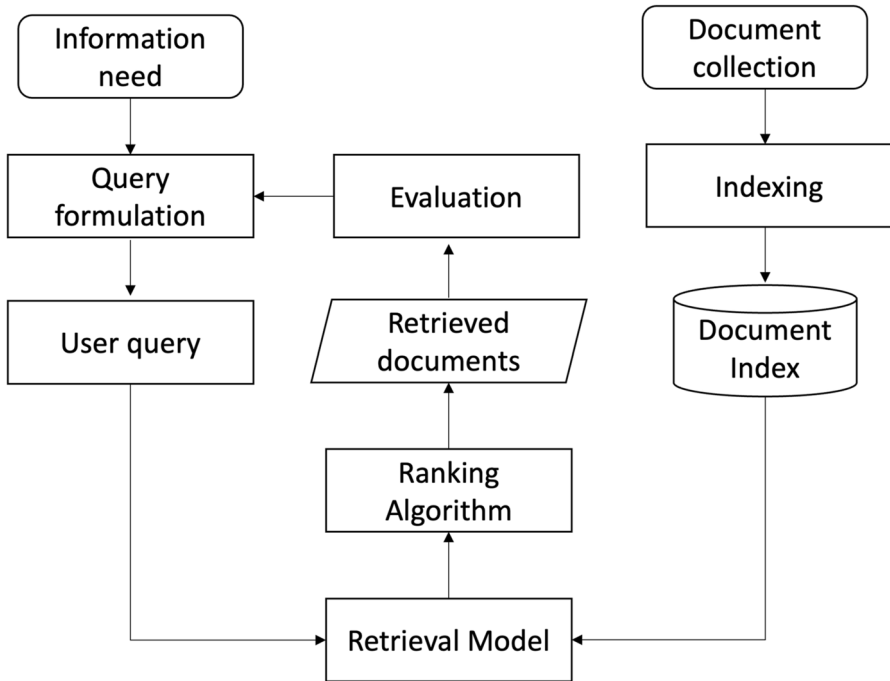 Information
need
Document
collection
Query
formulation
Evaluation
Indexing
User query
Retrieved
documents
Document
Index
Ranking
Algorithm
Retrieval Model